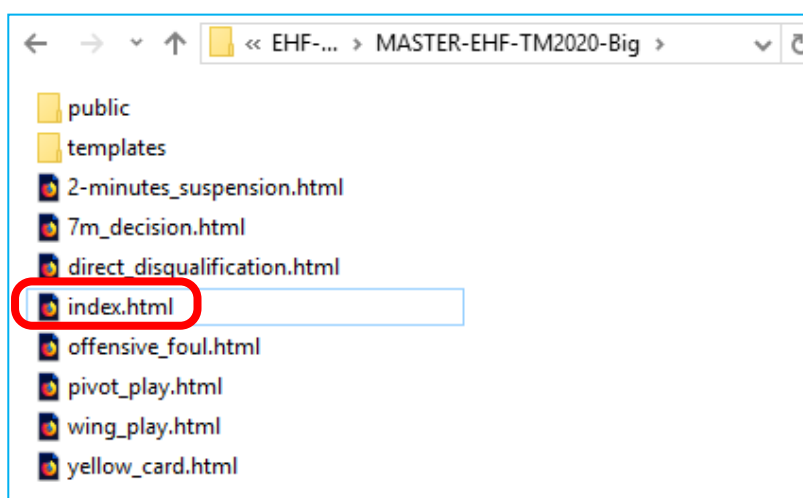 « EHF-... > MASTER-EHF-TM2020-Big >
public
templates
2-minutes_suspension.html
7m_decision.html
direct_disqualification.html
index.html
offensive_foul.html
pivot_play.html
wing_play.html
yellow_card.html